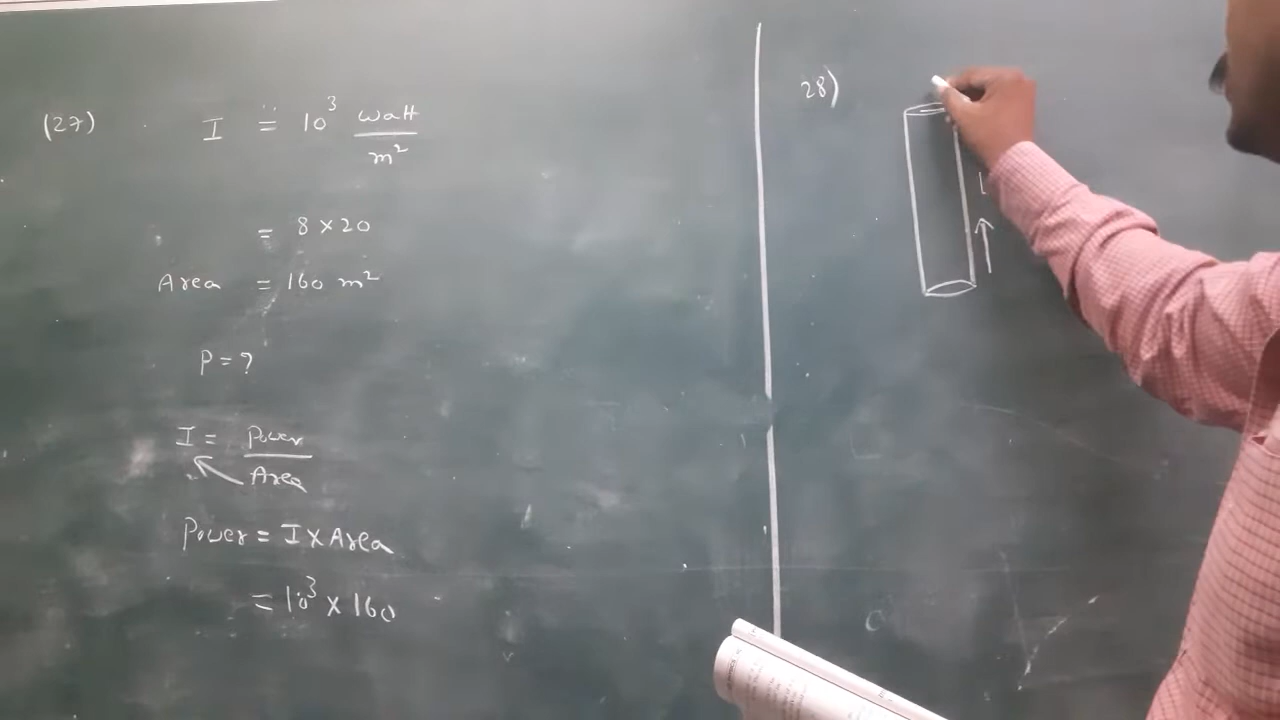 (27) I = 10³ watt/m²
= 8 × 20
Area = 160 m²
P = ?
I = Power/Area
Power = I × Area
= 10³ × 160
28)
L